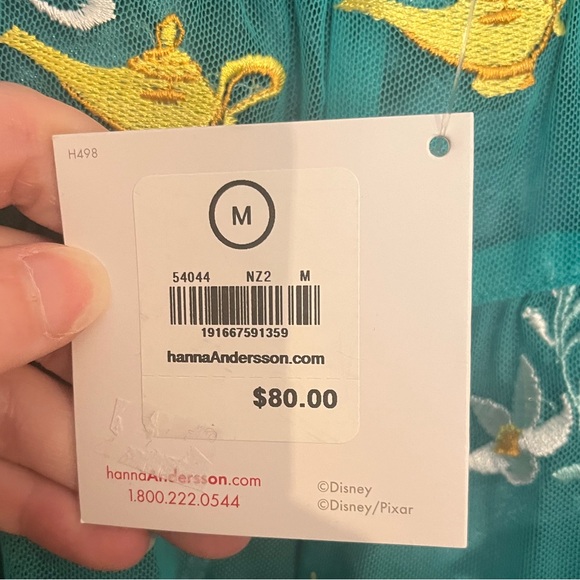 H498
M
54044 NZ2 M
191667591359
hannaAndersson.com
$80.00
hannaAndersson.com
1.800.222.0544
©Disney
©Disney/Pixar